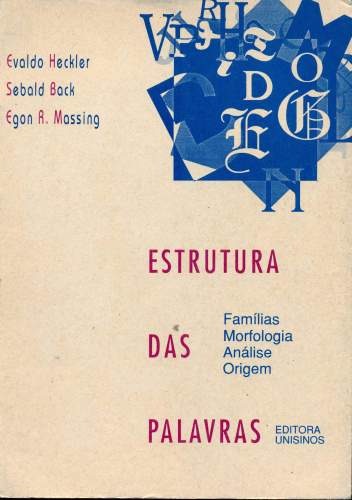 Evaldo Heckler
Sebald Back
Egon R. Massing
ESTRUTURA
DAS
PALAVRAS
Famílias
Morfologia
Análise
Origem
EDITORA
UNISINOS